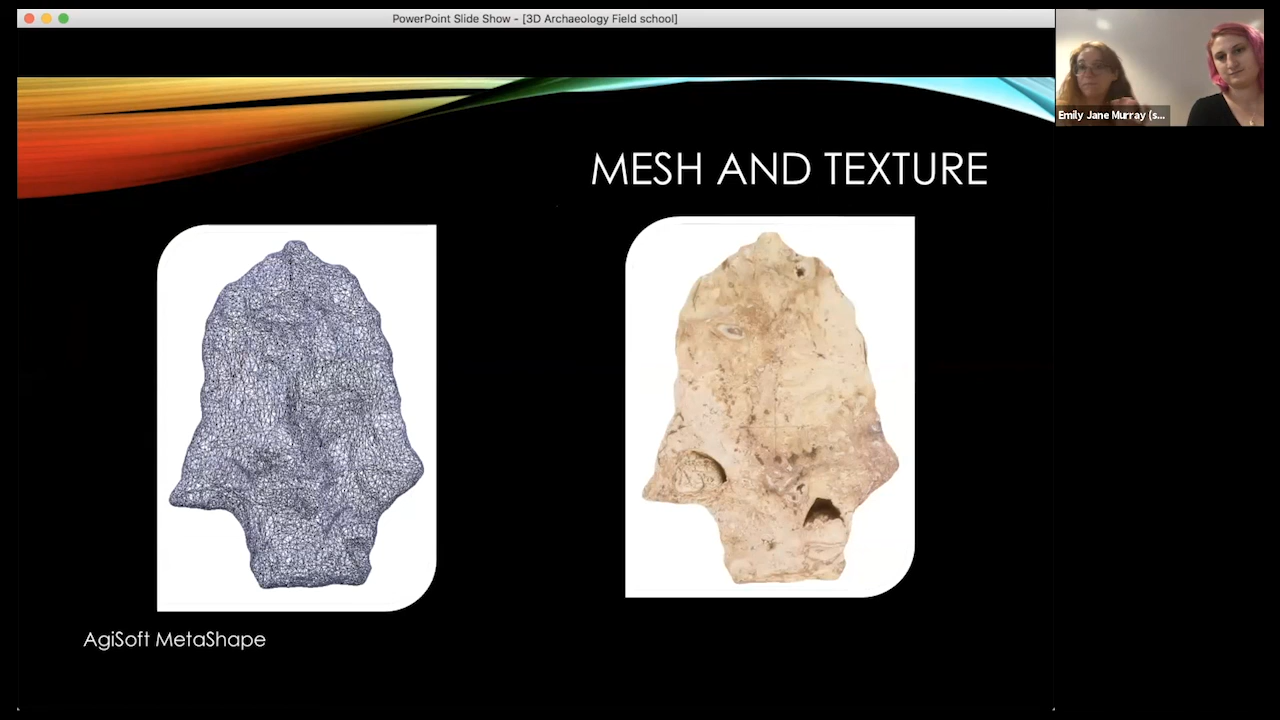 PowerPoint Slide Show - [3D Archaeology Field school]
Emily Jane Murray (s...
MESH AND TEXTURE
AgiSoft MetaShape